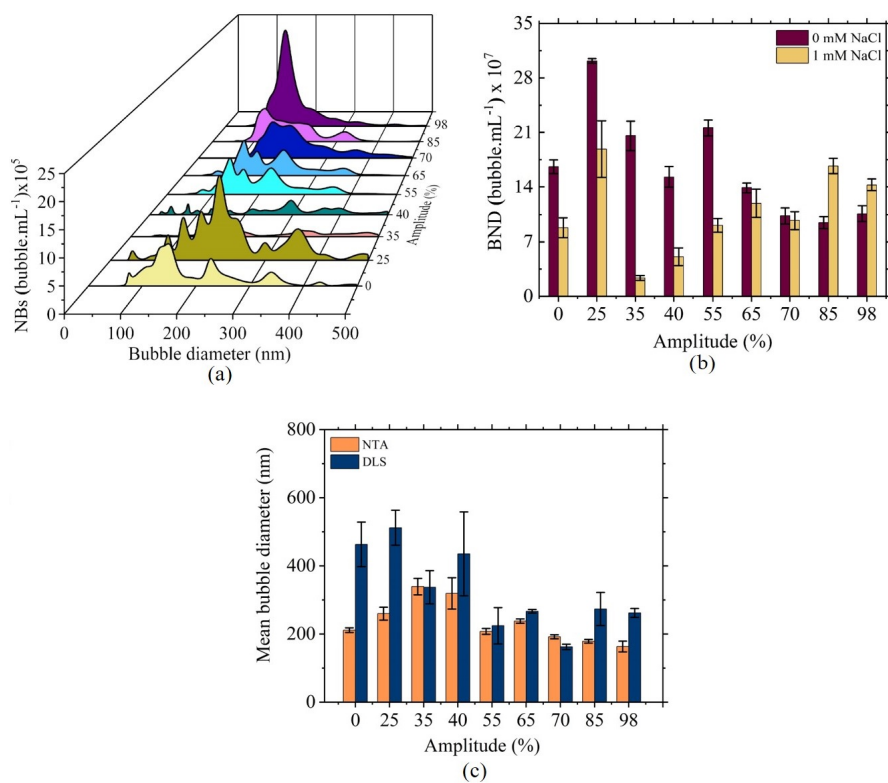 NBs (bubble.mL⁻¹)x10⁵
25
20
15
10
5
0
0 100 200 300 400 500
Bubble diameter (nm)
98
85
70
65
55
40
35
25
0
Amplitude (%)
(a)
BND (bubble.mL⁻¹) x 10⁷
35
28
21
14
7
0
0 mM NaCl
1 mM NaCl
0 25 35 40 55 65 70 85 98
Amplitude (%)
(b)
Mean bubble diameter (nm)
800
600
400
200
0
NTA
DLS
0 25 35 40 55 65 70 85 98
Amplitude (%)
(c)